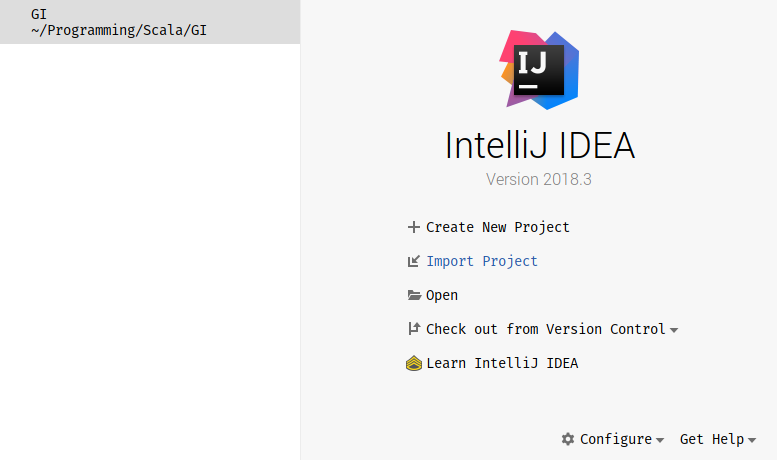 GI
~/Programming/Scala/GI
IJ
IntelliJ IDEA
Version 2018.3
Create New Project
Import Project
Open
Check out from Version Control
Learn IntelliJ IDEA
Configure
Get Help